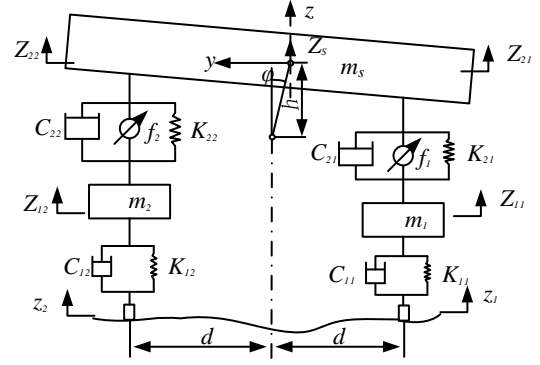 z
Z₂₂
Zₛ
y
φ
mₛ
Z₂₁
h
C₂₂
f₂
K₂₂
C₂₁
f₁
K₂₁
Z₁₂
m₂
Z₁₁
m₁
C₁₂
K₁₂
C₁₁
K₁₁
z₂
z₁
d
d